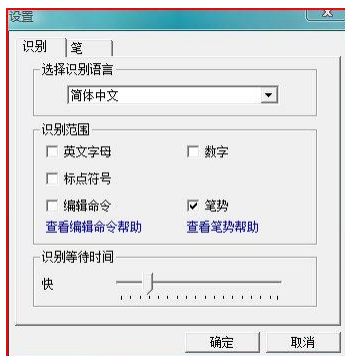 设置
识别 笔
选择识别语言
简体中文
识别范围
英文字母 数字
标点符号
编辑命令 笔势
查看编辑命令帮助 查看笔势帮助
识别等待时间
快
确定 取消